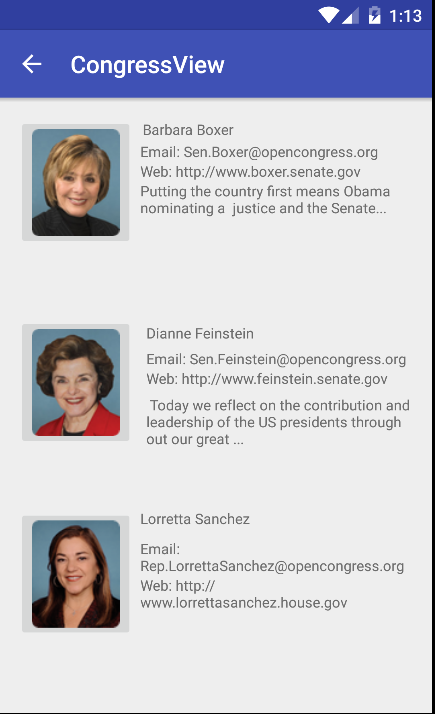 1:13
CongressView
Barbara Boxer
Email: Sen.Boxer@opencongress.org
Web: http://www.boxer.senate.gov
Putting the country first means Obama
nominating a  justice and the Senate...
Dianne Feinstein
Email: Sen.Feinstein@opencongress.org
Web: http://www.feinstein.senate.gov
Today we reflect on the contribution and
leadership of the US presidents through
out our great ...
Lorretta Sanchez
Email:
Rep.LorrettaSanchez@opencongress.org
Web: http://
www.lorrettasanchez.house.gov